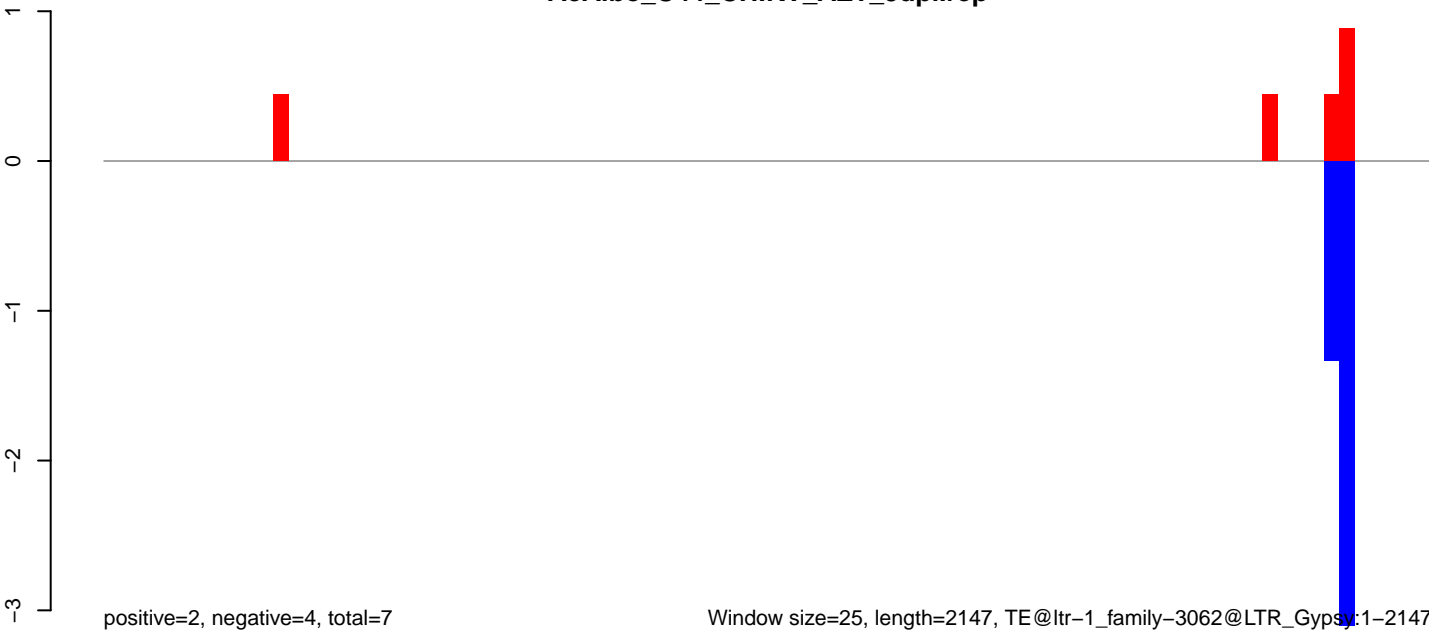 1
0
−1
−2
−3
positive=2, negative=4, total=7
Window size=25, length=2147, TE@ltr−1_family−3062@LTR_Gypsy:1−2147